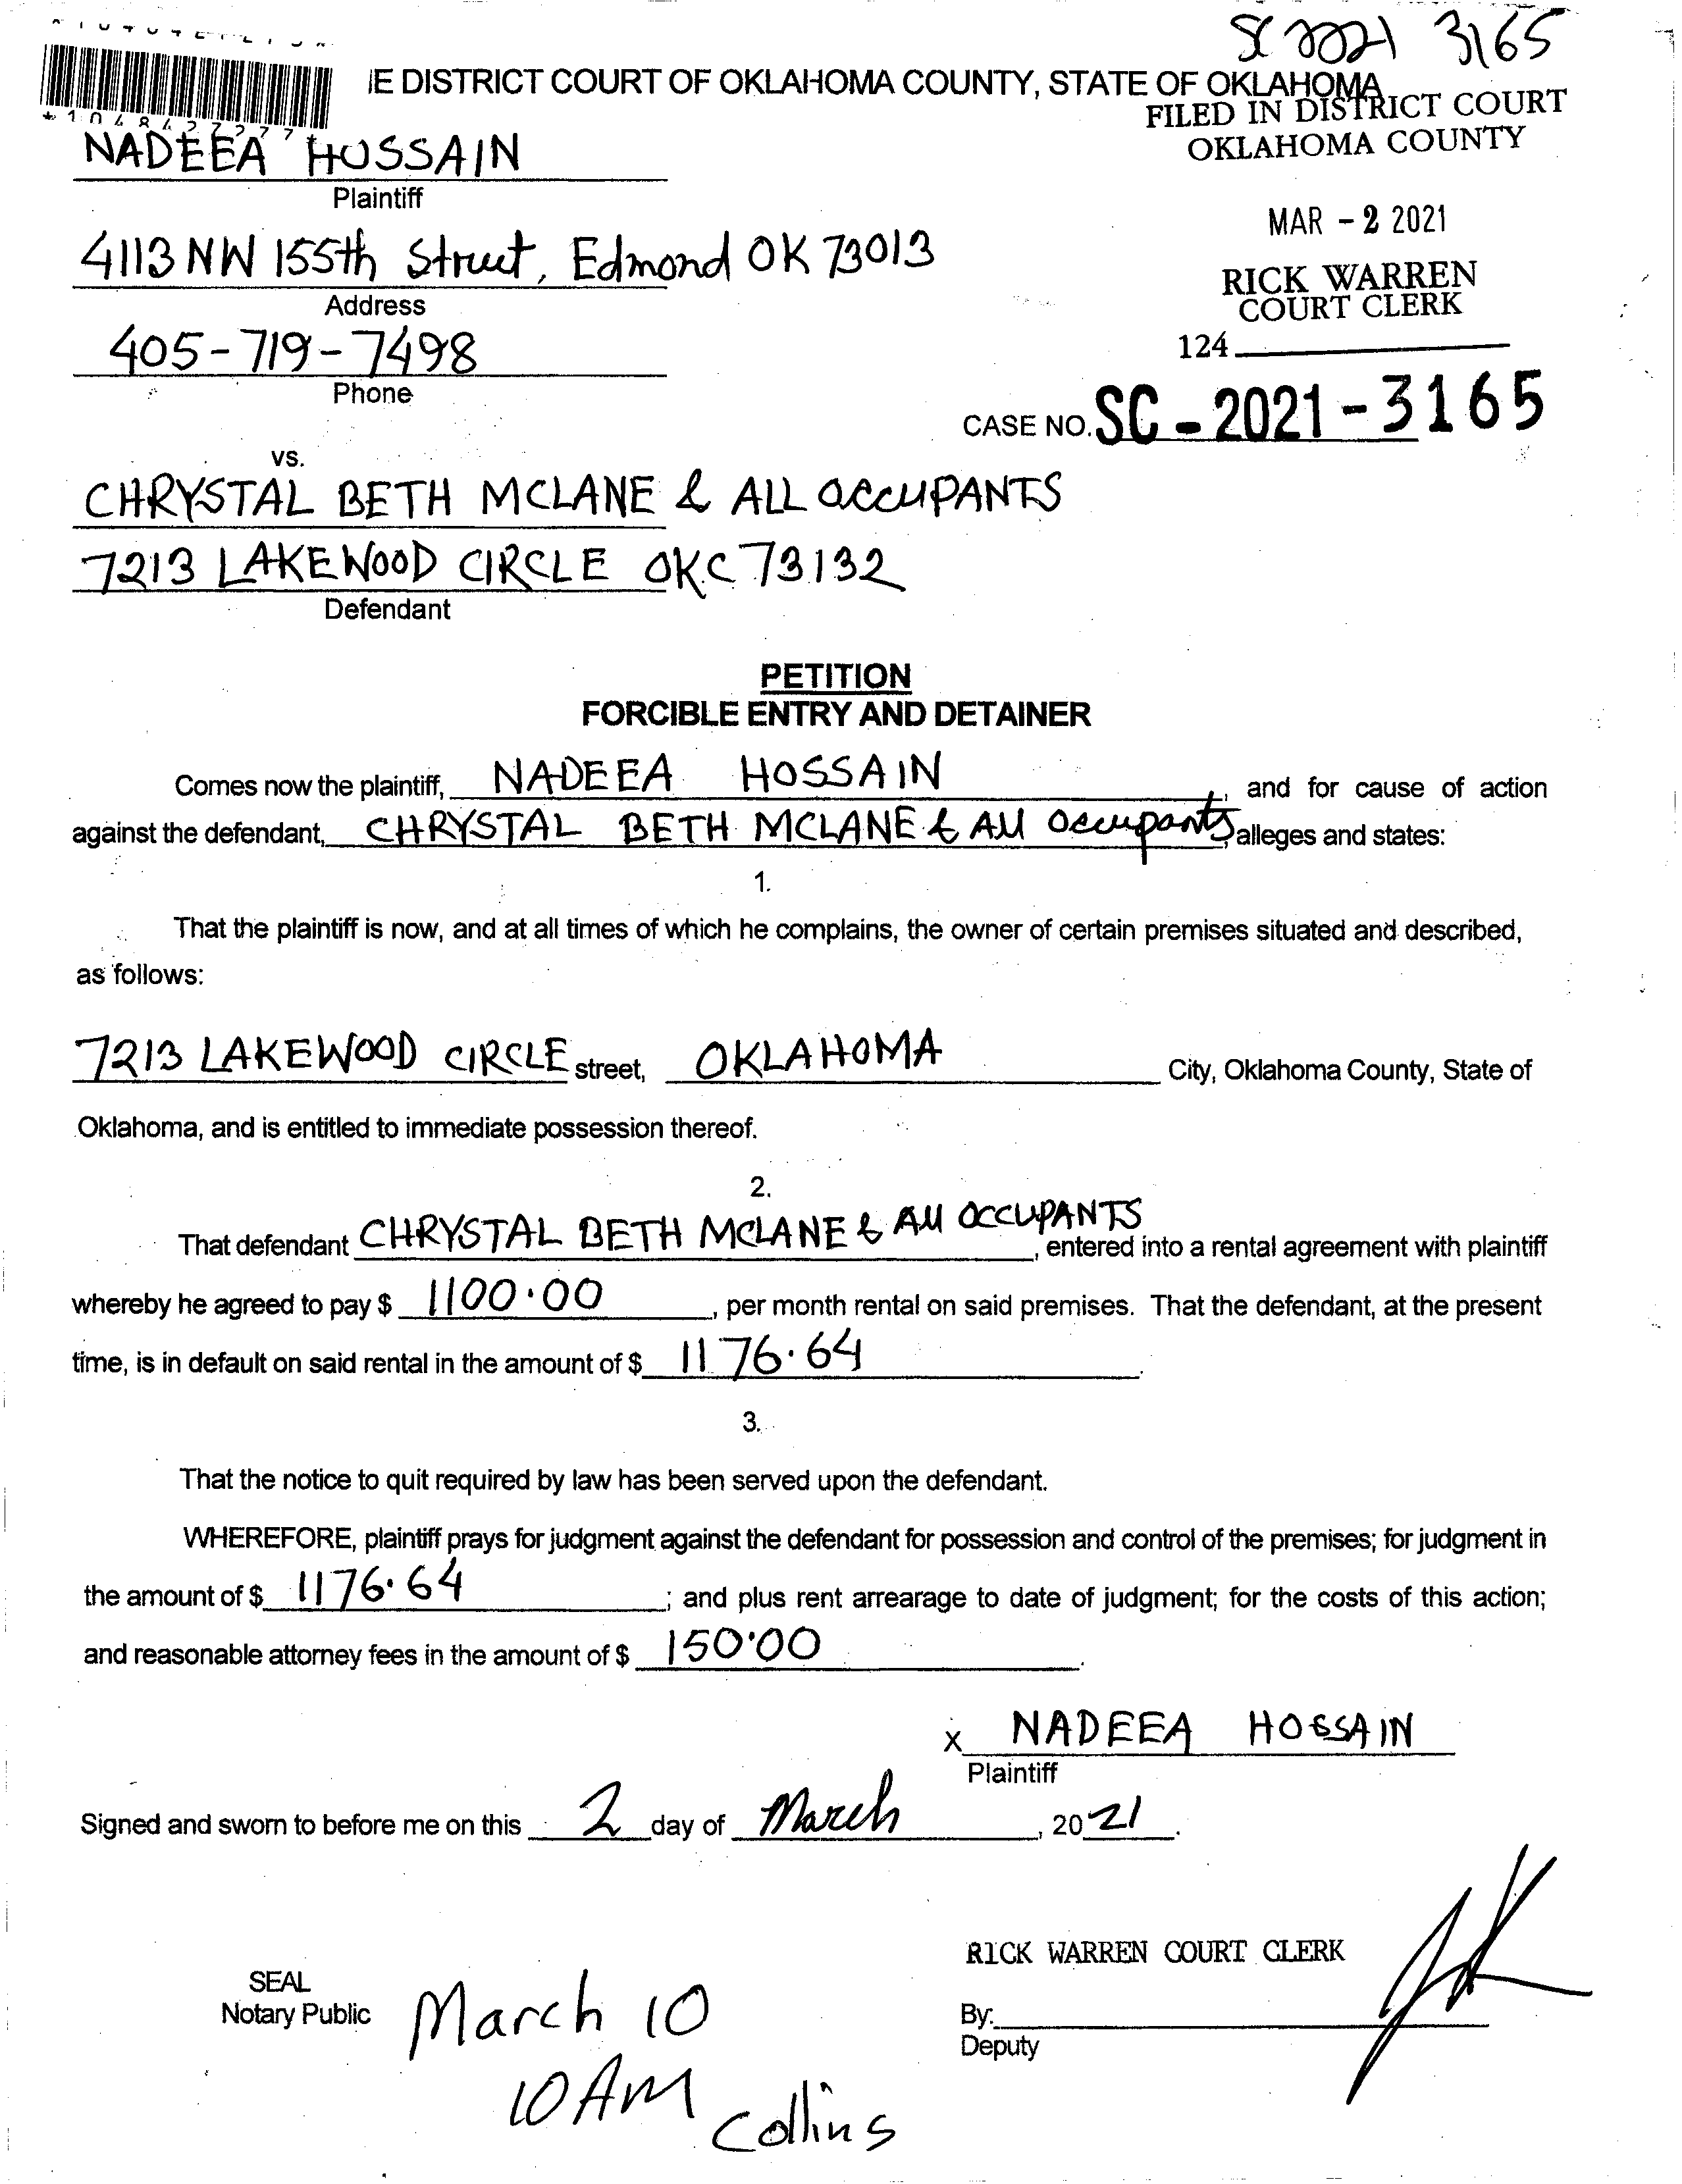 SC 2021 3165
IE DISTRICT COURT OF OKLAHOMA COUNTY, STATE OF OKLAHOMA
FILED IN DISTRICT COURT
OKLAHOMA COUNTY
NADEEA HOSSAIN
Plaintiff
MAR - 2 2021
4113 NW 155th Street, Edmond OK 73013
Address
RICK WARREN
COURT CLERK
405-719-7498
124
Phone
CASE NO. SC - 2021 - 3165
vs.
CHRYSTAL BETH MCLANE & ALL OCCUPANTS
7213 LAKEWOOD CIRCLE OKC 73132
Defendant
PETITION
FORCIBLE ENTRY AND DETAINER
Comes now the plaintiff, NADEEA HOSSAIN, and for cause of action
against the defendant, CHRYSTAL BETH MCLANE & All Occupants, alleges and states:
1.
That the plaintiff is now, and at all times of which he complains, the owner of certain premises situated and described,
as follows:
7213 LAKEWOOD CIRCLE street, OKLAHOMA City, Oklahoma County, State of
Oklahoma, and is entitled to immediate possession thereof.
2.
That defendant CHRYSTAL BETH MCLANE & All OCCUPANTS, entered into a rental agreement with plaintiff
whereby he agreed to pay $ 1100.00, per month rental on said premises. That the defendant, at the present
time, is in default on said rental in the amount of $ 1176.64.
3.
That the notice to quit required by law has been served upon the defendant.
WHEREFORE, plaintiff prays for judgment against the defendant for possession and control of the premises; for judgment in
the amount of $ 1176.64; and plus rent arrearage to date of judgment; for the costs of this action;
and reasonable attorney fees in the amount of $ 150.00.
x NADEEA HOSSAIN
Plaintiff
Signed and sworn to before me on this 2 day of March, 2021.
RICK WARREN COURT CLERK
SEAL
Notary Public
March 10
By:
Deputy
10 AM
Collins